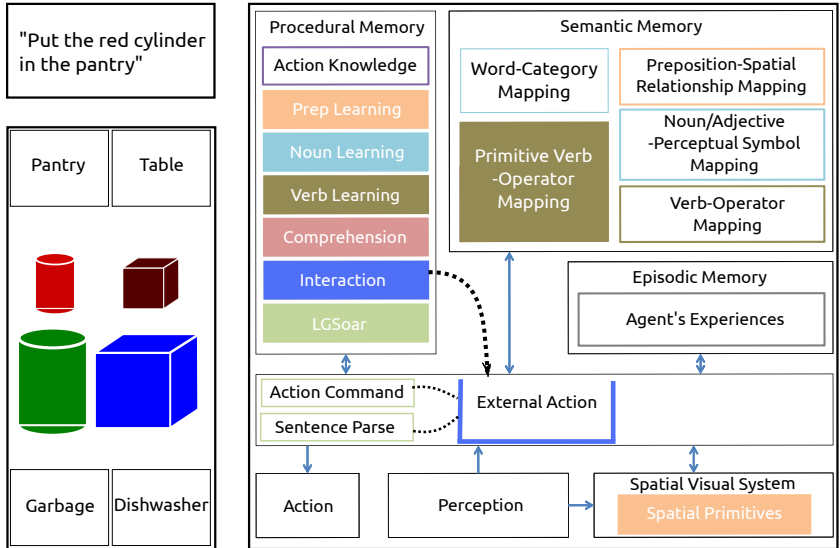 "Put the red cylinder
in the pantry"
Pantry
Table
Garbage
Dishwasher
Procedural Memory
Action Knowledge
Prep Learning
Noun Learning
Verb Learning
Comprehension
Interaction
LGSoar
Semantic Memory
Word-Category
Mapping
Primitive Verb
-Operator
Mapping
Preposition-Spatial
Relationship Mapping
Noun/Adjective
-Perceptual Symbol
Mapping
Verb-Operator
Mapping
Episodic Memory
Agent's Experiences
Action Command
Sentence Parse
External Action
Action
Perception
Spatial Visual System
Spatial Primitives